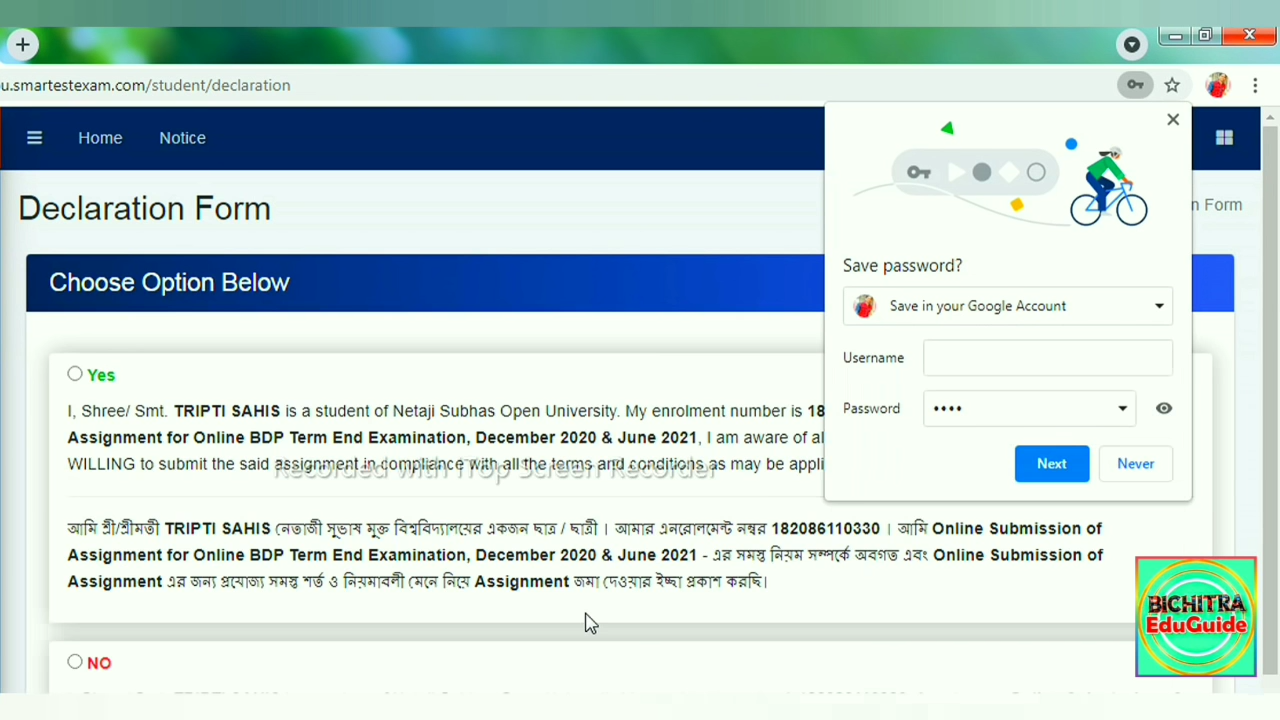 u.smartestexam.com/student/declaration
Home Notice
Declaration Form
n Form
Choose Option Below
Save password?
Save in your Google Account
Username
Password ••••
Next Never
Yes
I, Shree/ Smt. TRIPTI SAHIS is a student of Netaji Subhas Open University. My enrolment number is 18
Assignment for Online BDP Term End Examination, December 2020 & June 2021, I am aware of al
WILLING to submit the said assignment in compliance with all the terms and conditions as may be appli
Recorded with iTop Screen Recorder
আমি শ্রী/শ্রীমতী TRIPTI SAHIS নেতাজী সুভাষ মুক্ত বিশ্ববিদ্যালয়ের একজন ছাত্র / ছাত্রী । আমার এনরোলমেন্ট নম্বর 182086110330 । আমি Online Submission of
Assignment for Online BDP Term End Examination, December 2020 & June 2021 - এর সমস্ত নিয়ম সম্পর্কে অবগত এবং Online Submission of
Assignment এর জন্য প্রযোজ্য সমস্ত শর্ত ও নিয়মাবলী মেনে নিয়ে Assignment জমা দেওয়ার ইচ্ছা প্রকাশ করছি।
BiCHiTRA
EduGuide
NO